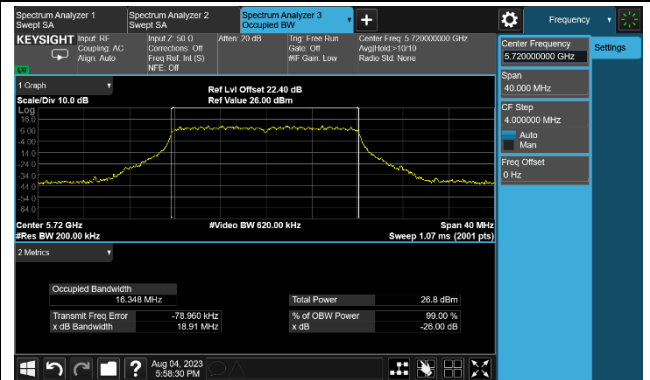 Spectrum Analyzer 1
Swept SA
Spectrum Analyzer 2
Swept SA
Spectrum Analyzer 3
Occupied BW
Frequency
KEYSIGHT
Input: RF
Coupling: AC
Align: Auto
Input Z: 50 Ω
Corrections: Off
Freq Ref: Int (S)
NFE: Off
Atten: 20 dB
Trig: Free Run
Gate: Off
#IF Gain: Low
Center Freq: 5.720000000 GHz
Avg|Hold:>10/10
Radio Std: None
LXI
Center Frequency
5.720000000 GHz
Settings
Span
40.000 MHz
CF Step
4.000000 MHz
Auto
Man
Freq Offset
0 Hz
1 Graph
Ref Lvl Offset 22.40 dB
Scale/Div 10.0 dB
Ref Value 26.00 dBm
Log
16.0
6.00
-4.00
-14.0
-24.0
-34.0
-44.0
-54.0
-64.0
Center 5.72 GHz
#Video BW 620.00 kHz
Span 40 MHz
#Res BW 200.00 kHz
Sweep 1.07 ms (2001 pts)
2 Metrics
Occupied Bandwidth
16.348 MHz
Total Power
26.8 dBm
Transmit Freq Error
-78.960 kHz
% of OBW Power
99.00 %
x dB Bandwidth
18.91 MHz
x dB
-26.00 dB
?
Aug 04, 2023
5:58:30 PM